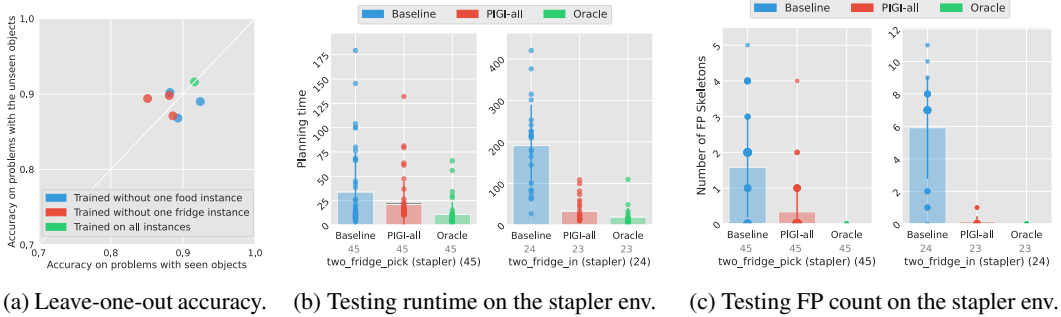 1.0
0.9
0.8
0.7
0.7
0.8
0.9
1.0
Accuracy on problems with the unseen objects
Accuracy on problems with seen objects
Trained without one food instance
Trained without one fridge instance
Trained on all instances
(a) Leave-one-out accuracy.
Baseline PIGI-all Oracle
Planning time
175
150
125
100
75
50
25
0
Baseline PIGI-all Oracle
45 45 45
two_fridge_pick (stapler) (45)
400
300
200
100
0
Baseline PIGI-all Oracle
24 23 23
two_fridge_in (stapler) (24)
(b) Testing runtime on the stapler env.
Baseline PIGI-all Oracle
Number of FP Skeletons
5
4
3
2
1
0
Baseline PIGI-all Oracle
45 45 45
two_fridge_pick (stapler) (45)
12
10
8
6
4
2
0
Baseline PIGI-all Oracle
24 23 23
two_fridge_in (stapler) (24)
(c) Testing FP count on the stapler env.